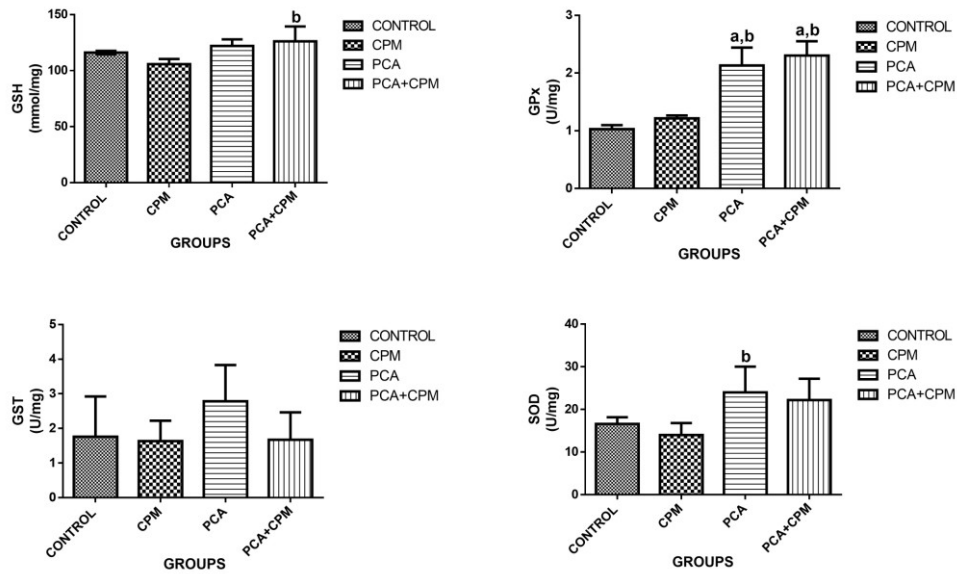 150
100
50
0
GSH
(mmol/mg)
b
CONTROL
CPM
PCA
PCA+CPM
GROUPS
CONTROL
CPM
PCA
PCA+CPM
3
2
1
0
GPx
(U/mg)
a,b
a,b
CONTROL
CPM
PCA
PCA+CPM
GROUPS
CONTROL
CPM
PCA
PCA+CPM
5
4
3
2
1
0
GST
(U/mg)
CONTROL
CPM
PCA
PCA+CPM
GROUPS
CONTROL
CPM
PCA
PCA+CPM
40
30
20
10
0
SOD
(U/mg)
b
CONTROL
CPM
PCA
PCA+CPM
GROUPS
CONTROL
CPM
PCA
PCA+CPM